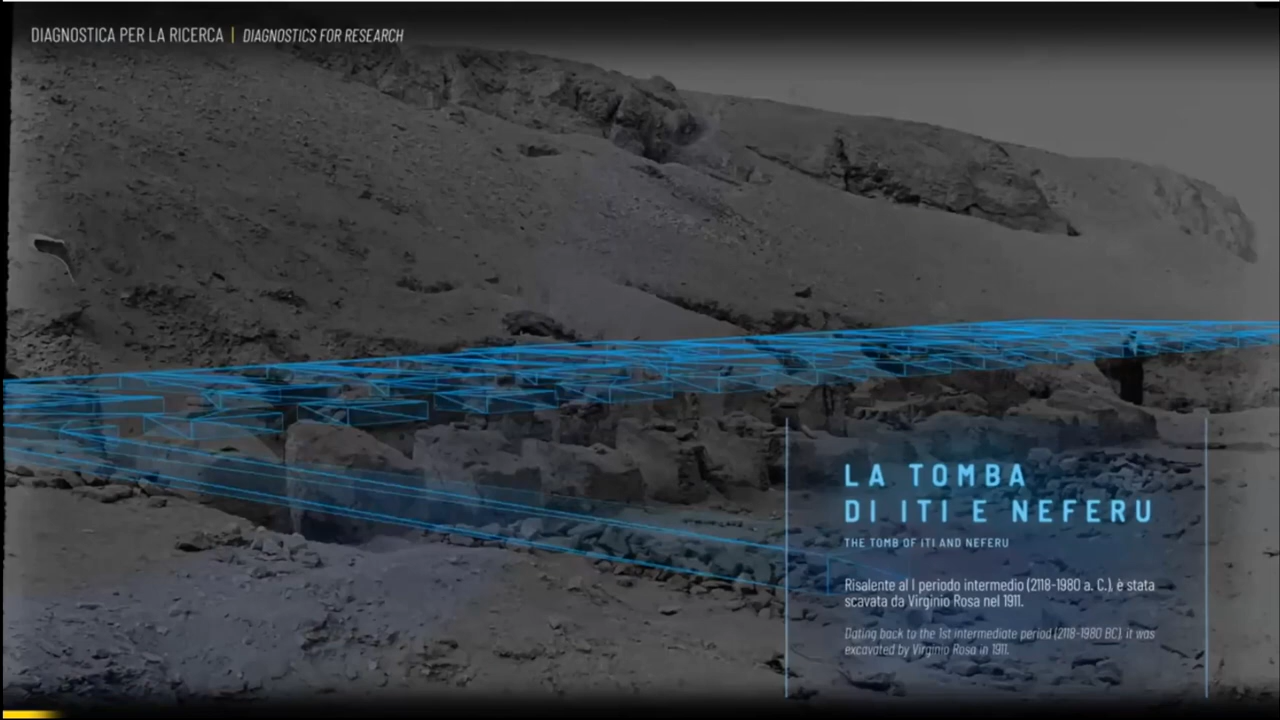 DIAGNOSTICA PER LA RICERCA | DIAGNOSTICS FOR RESEARCH
LA TOMBA
DI ITI E NEFERU
THE TOMB OF ITI AND NEFERU
Risalente al I periodo intermedio (2118-1980 a. C.), è stata
scavata da Virginio Rosa nel 1911.
Dating back to the 1st intermediate period (2118-1980 BC), it was
excavated by Virginio Rosa in 1911.